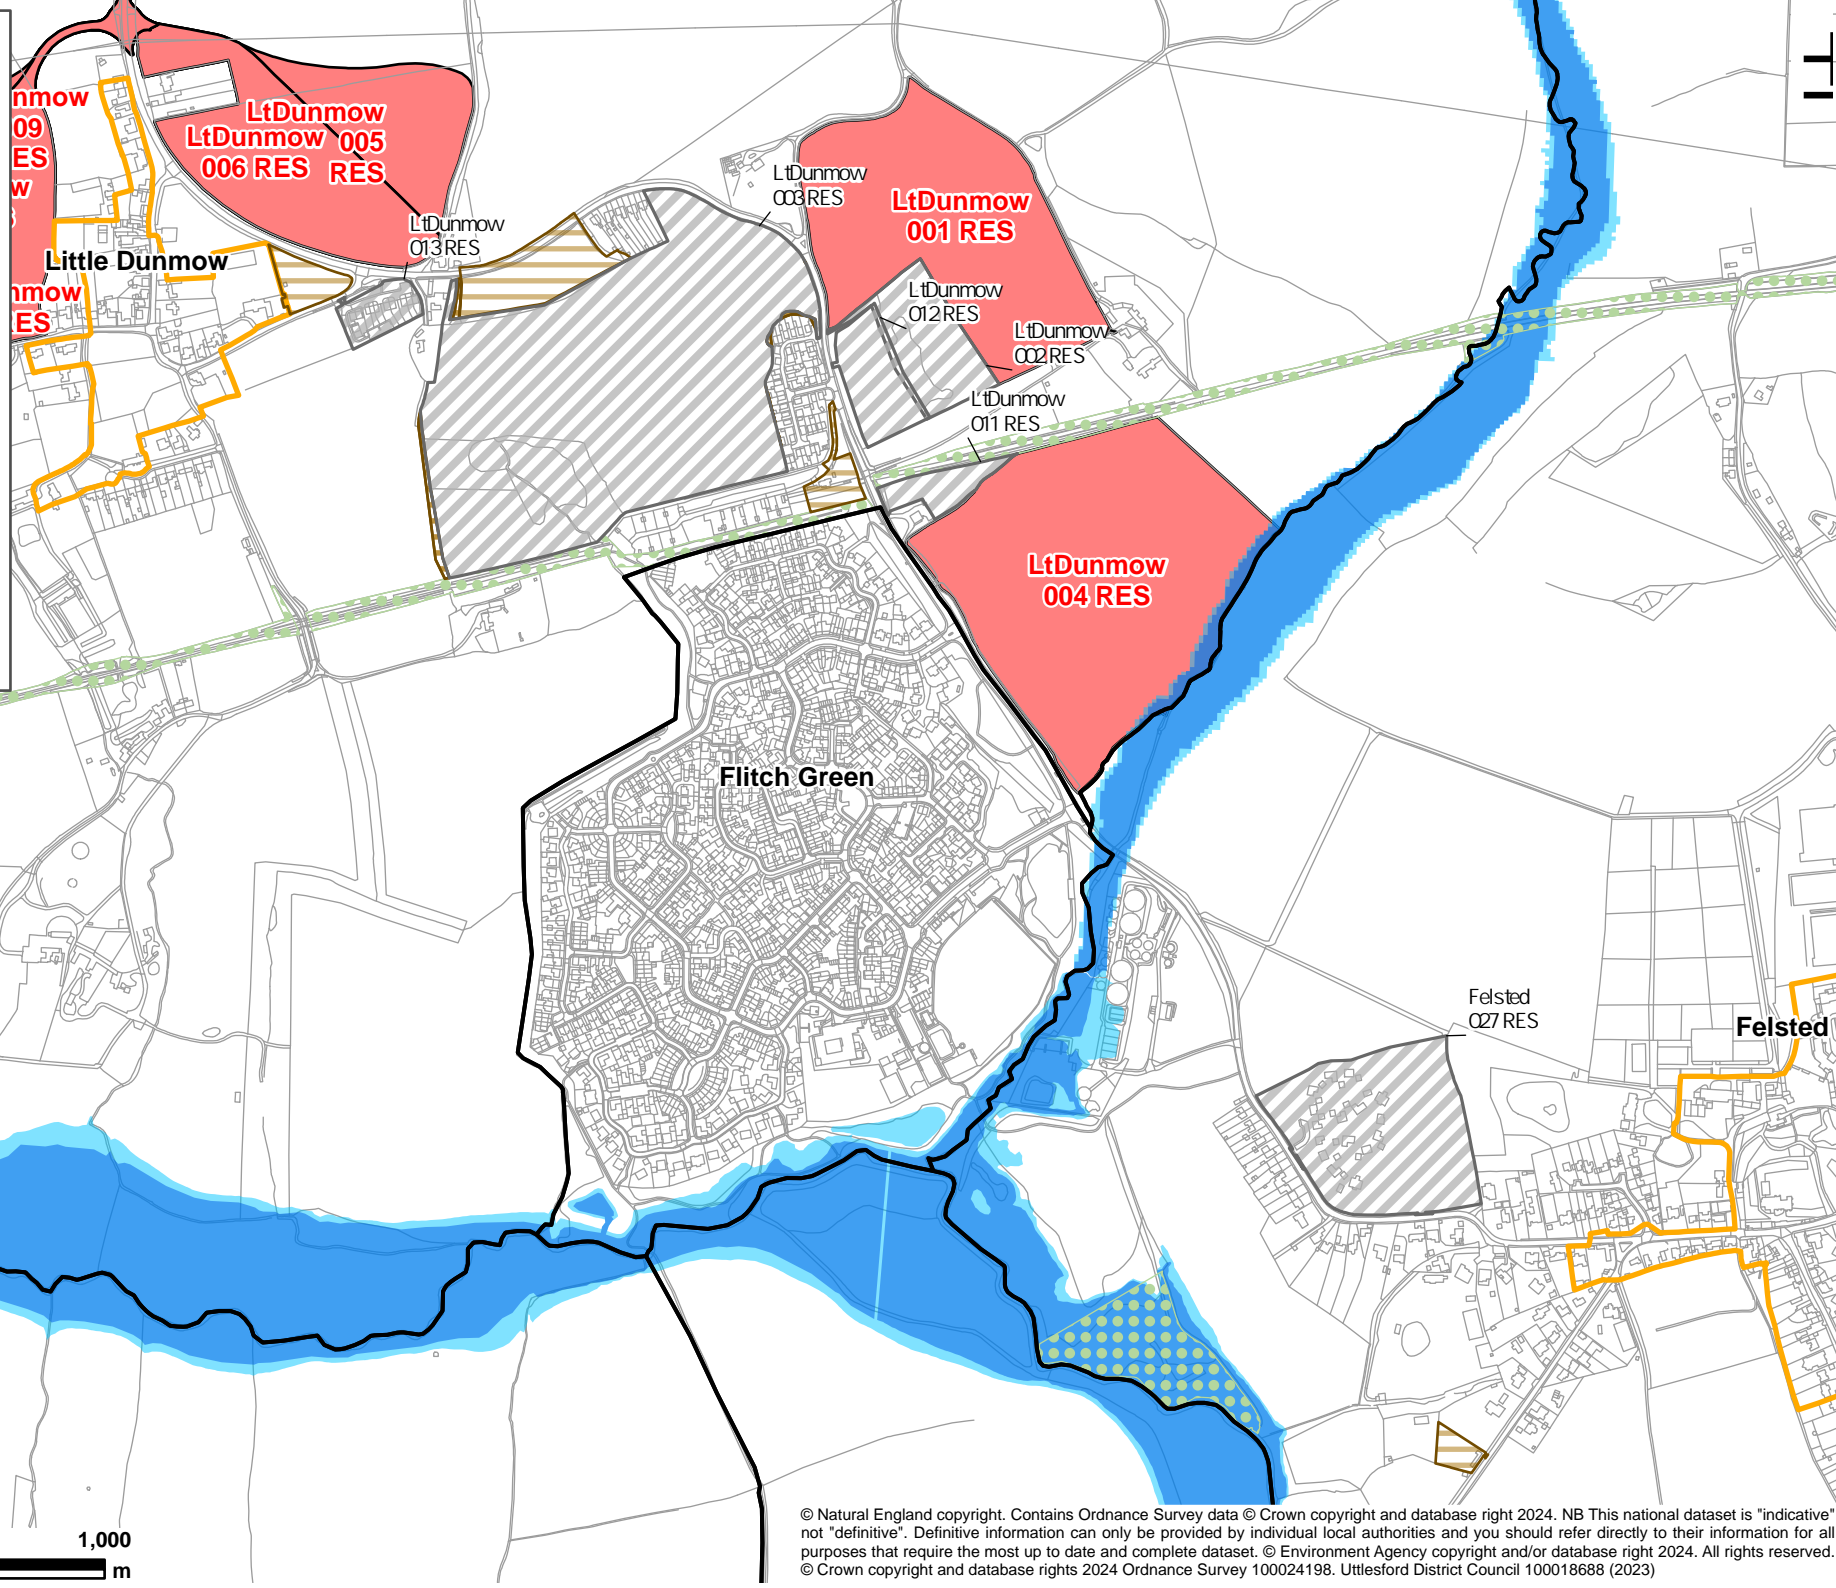 nmow
09
ES
w
nmow
ES
LtDunmow
005
RES
LtDunmow
006 RES
LtDunmow
013 RES
LtDunmow
003 RES
LtDunmow
001 RES
Little Dunmow
LtDunmow
012 RES
LtDunmow
002 RES
LtDunmow
011 RES
LtDunmow
004 RES
Flitch Green
Felsted
027 RES
Felsted
1,000
m
© Natural England copyright. Contains Ordnance Survey data © Crown copyright and database right 2024. NB This national dataset is "indicative"
not "definitive". Definitive information can only be provided by individual local authorities and you should refer directly to their information for all
purposes that require the most up to date and complete dataset. © Environment Agency copyright and/or database right 2024. All rights reserved.
© Crown copyright and database rights 2024 Ordnance Survey 100024198. Uttlesford District Council 100018688 (2023)